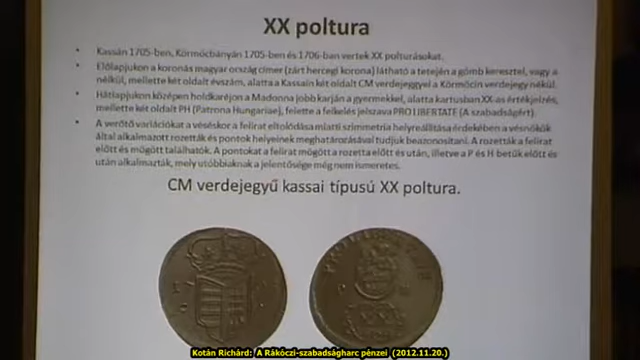 XX poltura
• Kassán 1705-ben, Körmöcbányán 1705-ben és 1706-ban vertek XX polturásokat.
• Előlapjukon a koronás magyar ország címer (zárt hercegi korona) látható a tetején a gömb kereszttel, vagy a
nélkül, mellette két oldalt évszám, alatta a Kassain két oldalt CM verdejeggyel a Körmöcin verdejegy nékül.
• Hátlapjukon középen holdkaréjon a Madonna jobb karján a gyermekkel, alatta kartusban XX-as értékjelzés,
mellette két oldalt PH (Patrona Hungariae), felette a felkelés jelszava PRO LIBERTATE (A szabadságért).
• A verőtő variációkat a véséskor a felirat eltolódása miatti szimmetria helyreállítása érdekében a vésnökök
által alkalmazott rozetták és pontok helyeinek meghatározásával tudjuk beazonosítani. A rozetták a felirat
előtt és mögött találhatók. A pontokat a felirat mögött a rozetta előtt és után, illetve a P és H betűk előtt és
után alkalmazták, mely utóbbiaknak a jelentősége még nem ismeretes.
CM verdejegyű kassai típusú XX poltura.
XX
Kotán Richárd: A Rákóczi-szabadságharc pénzei (2012.11.20.)